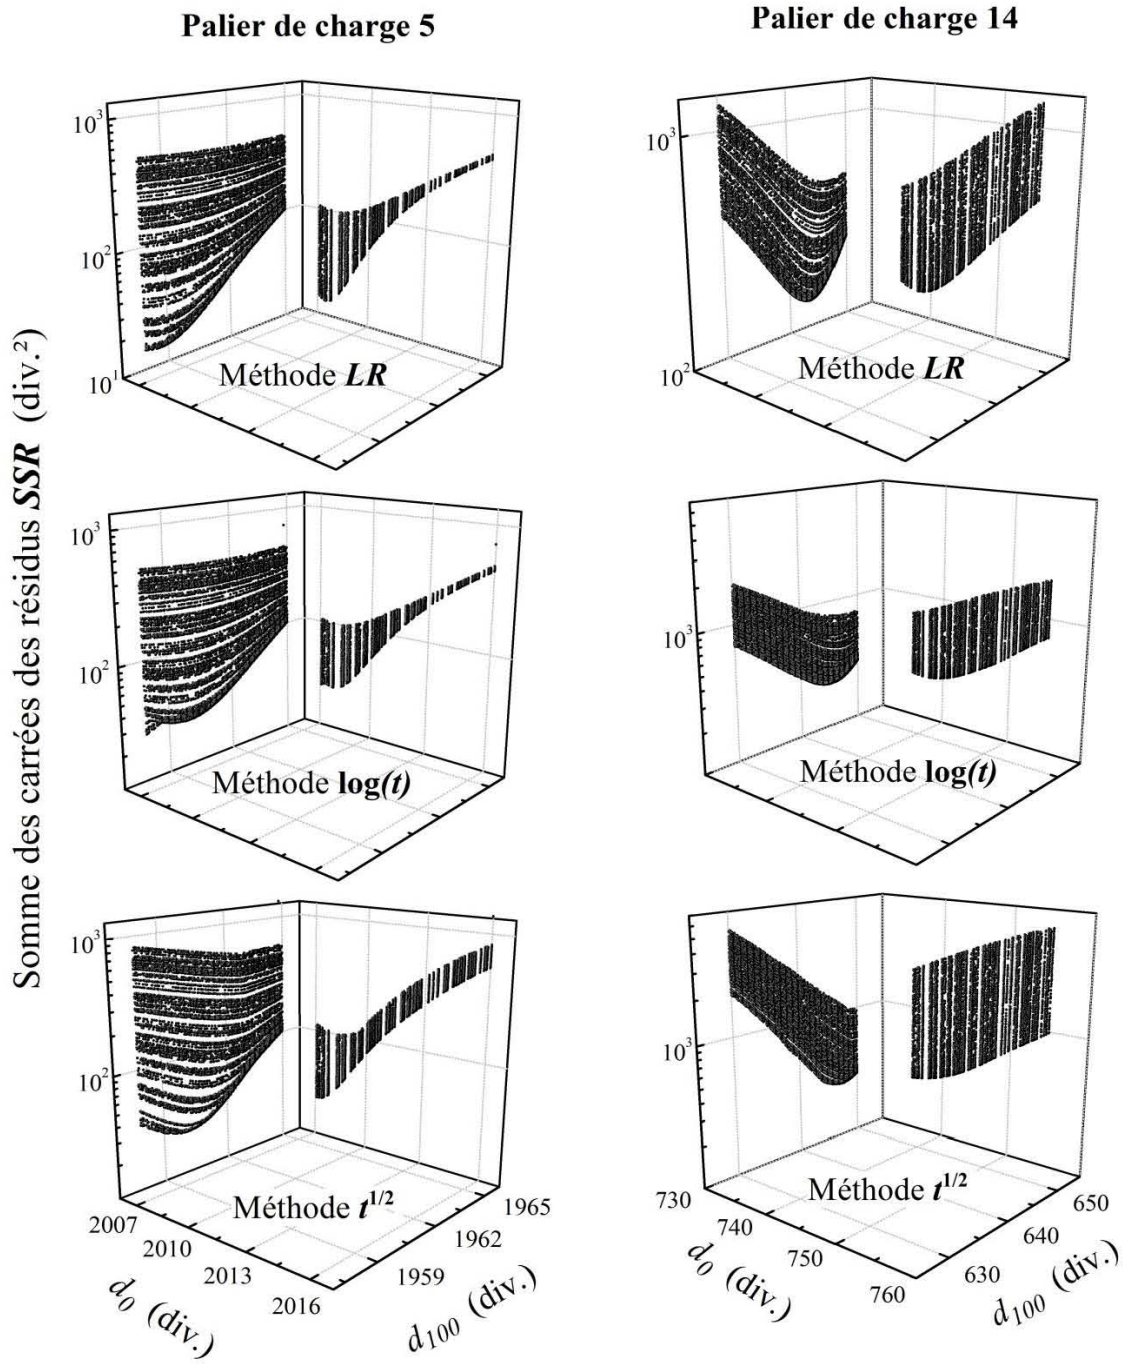 Palier de charge 5
Palier de charge 14
Somme des carrées des résidus SSR (div.²)
10³
10²
10¹
Méthode LR
10³
10²
Méthode LR
10³
10²
Méthode log(t)
10³
Méthode log(t)
10³
10²
Méthode t^{1/2}
2007
2010
2013
2016
1965
1962
1959
d₀ (div.)
d₁₀₀ (div.)
10³
Méthode t^{1/2}
730
740
750
760
650
640
630
d₀ (div.)
d₁₀₀ (div.)